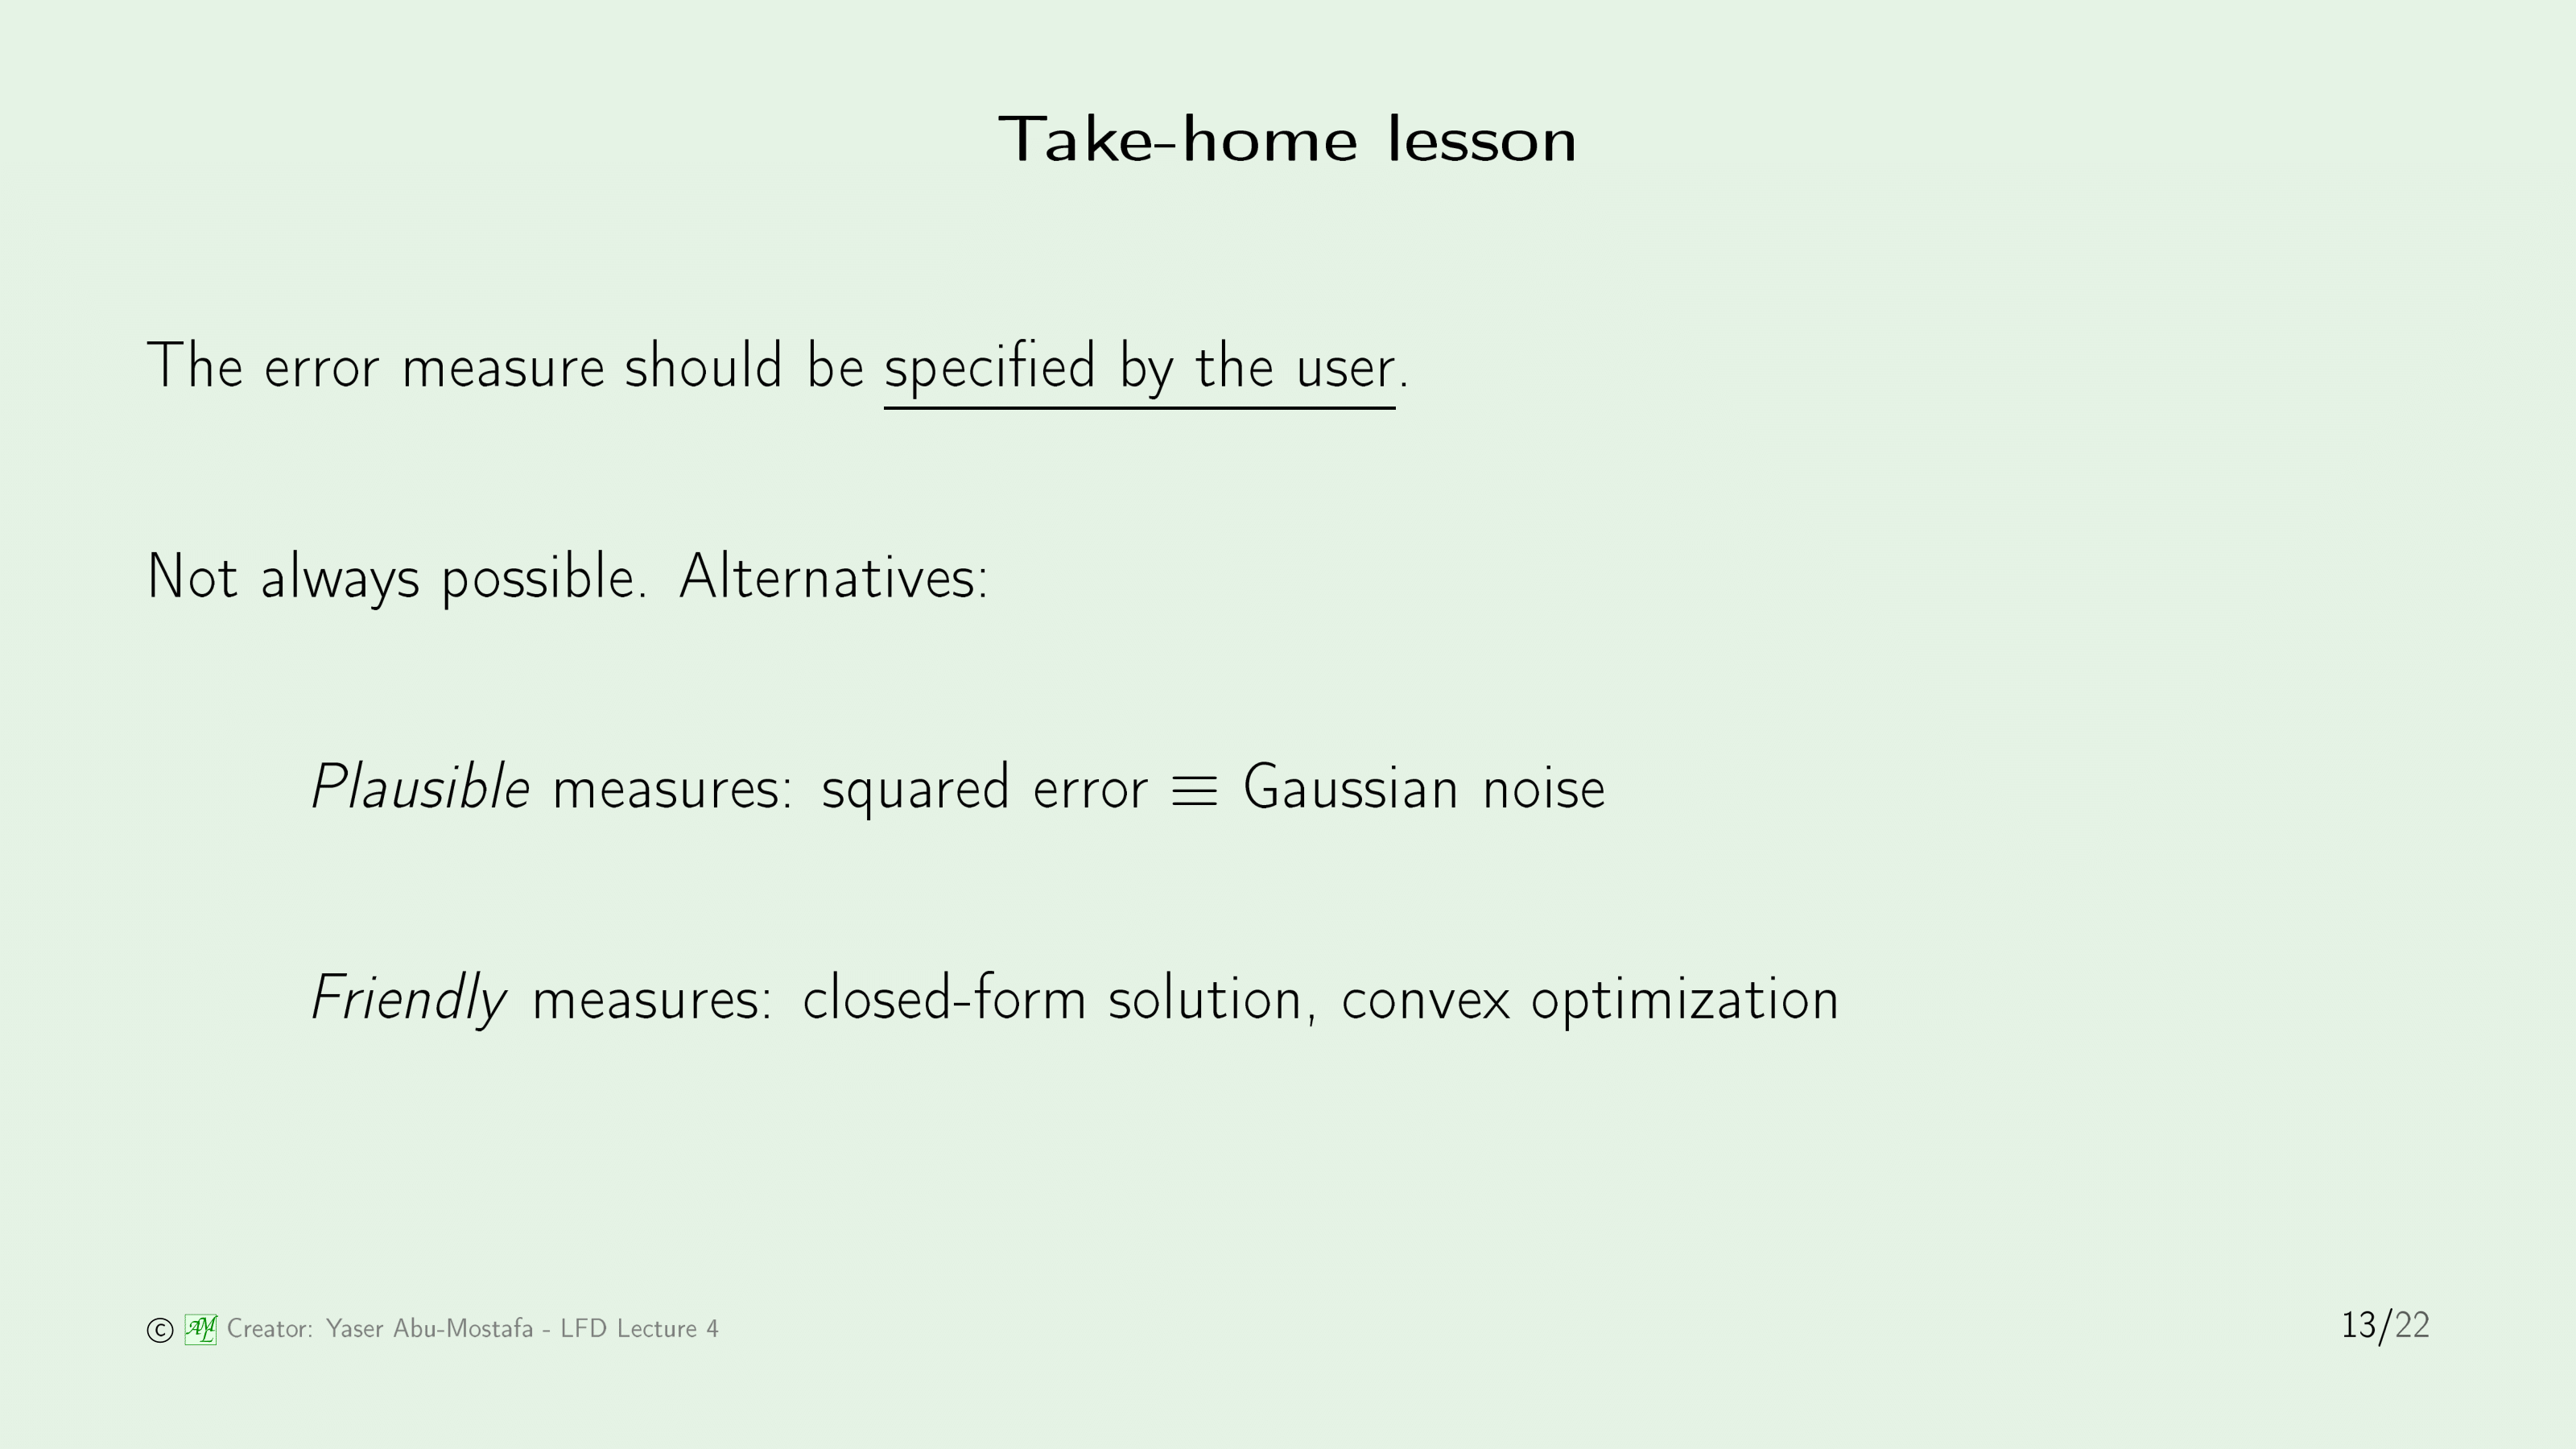 Take-home lesson
The error measure should be specified by the user.
Not always possible. Alternatives:
Plausible measures: squared error ≡ Gaussian noise
Friendly measures: closed-form solution, convex optimization
© AML Creator: Yaser Abu-Mostafa - LFD Lecture 4
13/22